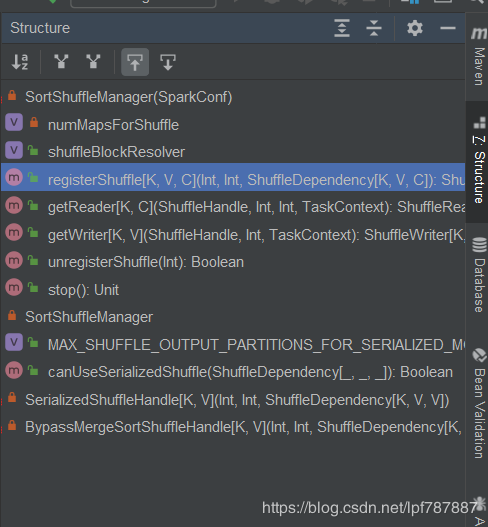 Structure
SortShuffleManager(SparkConf)
numMapsForShuffle
shuffleBlockResolver
registerShuffle[K, V, C](Int, Int, ShuffleDependency[K, V, C]): Shu
getReader[K, C](ShuffleHandle, Int, Int, TaskContext): ShuffleRea
getWriter[K, V](ShuffleHandle, Int, TaskContext): ShuffleWriter[K,
unregisterShuffle(Int): Boolean
stop(): Unit
SortShuffleManager
MAX_SHUFFLE_OUTPUT_PARTITIONS_FOR_SERIALIZED_MO
canUseSerializedShuffle(ShuffleDependency[_, _, _]): Boolean
SerializedShuffleHandle[K, V](Int, Int, ShuffleDependency[K, V, V])
BypassMergeSortShuffleHandle[K, V](Int, Int, ShuffleDependency[K,
Maven
7: Structure
Database
Bean Validation
https://blog.csdn.net/lpf787887